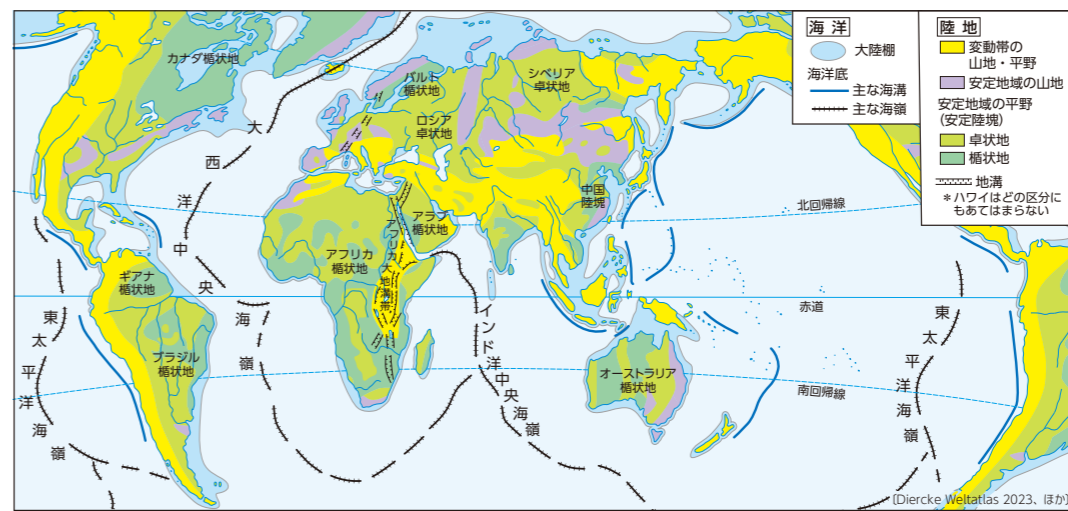 カナダ楯状地
バルト
楯状地
シベリア
卓状地
ロシア
卓状地
中国
陸塊
アラブ
楯状地
アフリカ
楯状地
アフリカ大地溝帯
ギアナ
楯状地
ブラジル
楯状地
オーストラリア
楯状地
大西洋中央海嶺
インド洋中央海嶺
東太平洋海嶺
東太平洋海嶺
北回帰線
赤道
南回帰線
海洋
大陸棚
海洋底
主な海溝
主な海嶺
陸地
変動帯の
山地・平野
安定地域の山地
安定地域の平野
(安定陸塊)
卓状地
楯状地
地溝
*ハワイはどの区分に
もあてはまらない
〔Diercke Weltatlas 2023、ほか〕